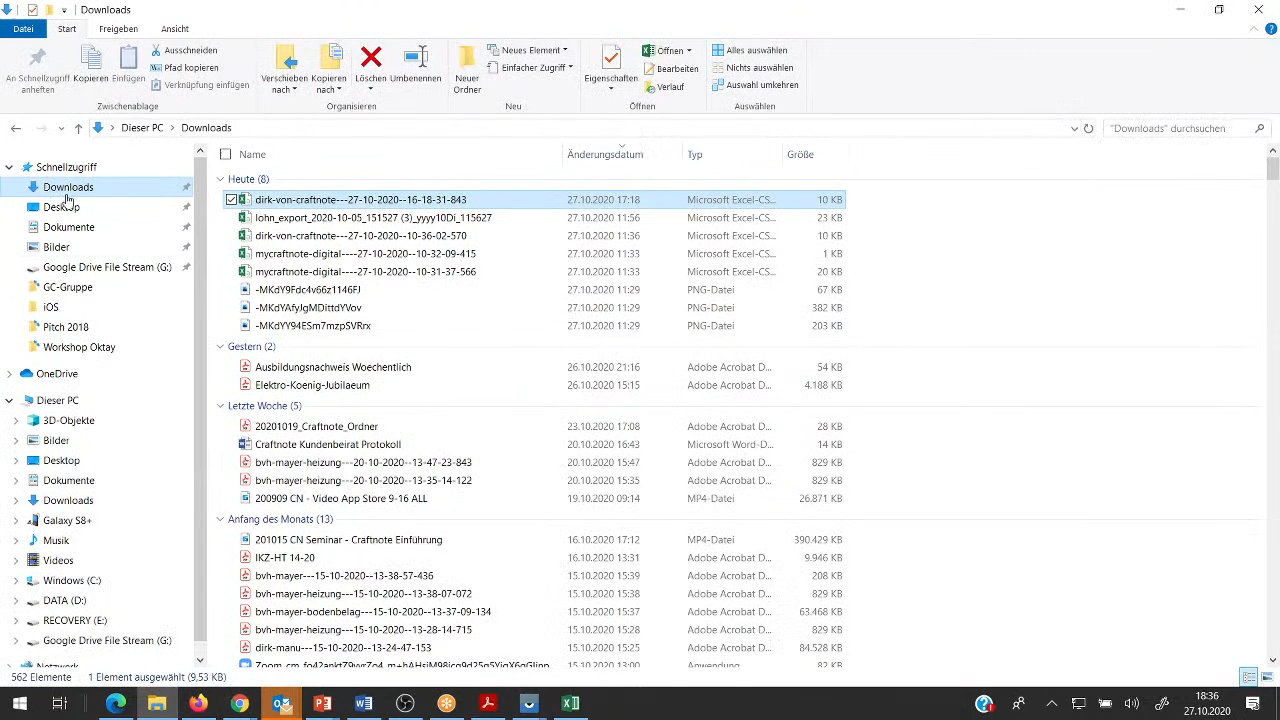 Downloads
Datei Start Freigeben Ansicht
An Schnellzugriff anheften
Kopieren
Einfügen
Ausschneiden
Pfad kopieren
Verknüpfung einfügen
Zwischenablage
Verschieben nach
Kopieren nach
Löschen
Umbenennen
Organisieren
Neuer Ordner
Neues Element
Einfacher Zugriff
Neu
Eigenschaften
Öffnen
Bearbeiten
Verlauf
Öffnen
Alles auswählen
Nichts auswählen
Auswahl umkehren
Auswählen
Dieser PC Downloads
"Downloads" durchsuchen
Schnellzugriff
Downloads
Desktop
Dokumente
Bilder
Google Drive File Stream (G:)
GC-Gruppe
iOS
Pitch 2018
Workshop Oktay
OneDrive
Dieser PC
3D-Objekte
Bilder
Desktop
Dokumente
Downloads
Galaxy S8+
Musik
Videos
Windows (C:)
DATA (D:)
RECOVERY (E:)
Google Drive File Stream (G:)
Netzwerk
Name Änderungsdatum Typ Größe
Heute (8)
dirk-von-craftnote---27-10-2020--16-18-31-843 27.10.2020 17:18 Microsoft Excel-CS... 10 KB
lohn_export_2020-10-05_151527 (3)_yyyy10Di_115627 27.10.2020 11:56 Microsoft Excel-CS... 23 KB
dirk-von-craftnote---27-10-2020--10-36-02-570 27.10.2020 11:36 Microsoft Excel-CS... 10 KB
mycraftnote-digital----27-10-2020--10-32-09-415 27.10.2020 11:33 Microsoft Excel-CS... 1 KB
mycraftnote-digital----27-10-2020--10-31-37-566 27.10.2020 11:33 Microsoft Excel-CS... 20 KB
-MKdY9Fdc4v66z1146FJ 27.10.2020 11:29 PNG-Datei 67 KB
-MKdYAfyJgMDittdYVov 27.10.2020 11:29 PNG-Datei 382 KB
-MKdYY94ESm7mzpSVRrx 27.10.2020 11:29 PNG-Datei 203 KB
Gestern (2)
Ausbildungsnachweis Woechentlich 26.10.2020 21:16 Adobe Acrobat D... 54 KB
Elektro-Koenig-Jubilaeum 26.10.2020 15:15 Adobe Acrobat D... 4.188 KB
Letzte Woche (5)
20201019_Craftnote_Ordner 23.10.2020 17:08 Adobe Acrobat D... 28 KB
Craftnote Kundenbeirat Protokoll 20.10.2020 16:43 Microsoft Word-D... 14 KB
bvh-mayer-heizung---20-10-2020--13-47-23-843 20.10.2020 15:47 Adobe Acrobat D... 829 KB
bvh-mayer-heizung---20-10-2020--13-35-14-122 20.10.2020 15:35 Adobe Acrobat D... 829 KB
200909 CN - Video App Store 9-16 ALL 19.10.2020 09:14 MP4-Datei 26.871 KB
Anfang des Monats (13)
201015 CN Seminar - Craftnote Einführung 16.10.2020 17:12 MP4-Datei 390.429 KB
IKZ-HT 14-20 16.10.2020 13:31 Adobe Acrobat D... 9.946 KB
bvh-mayer---15-10-2020--13-38-57-436 15.10.2020 15:39 Adobe Acrobat D... 208 KB
bvh-mayer-heizung---15-10-2020--13-38-07-072 15.10.2020 15:38 Adobe Acrobat D... 829 KB
bvh-mayer-bodenbelag---15-10-2020--13-37-09-134 15.10.2020 15:37 Adobe Acrobat D... 63.468 KB
bvh-mayer-heizung---15-10-2020--13-28-14-715 15.10.2020 15:28 Adobe Acrobat D... 829 KB
dirk-manu---15-10-2020--13-24-47-153 15.10.2020 15:25 Adobe Acrobat D... 84.528 KB
15.10.2020 13:00 Anwendung 82 KB
562 Elemente 1 Element ausgewählt (9,53 KB)
18:36
27.10.2020